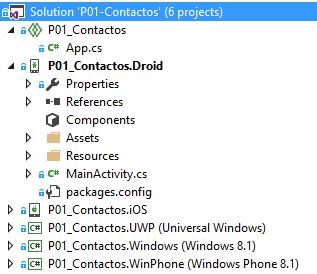 Solution 'P01-Contactos' (6 projects)
P01_Contactos
C# App.cs
P01_Contactos.Droid
Properties
References
Components
Assets
Resources
C# MainActivity.cs
packages.config
P01_Contactos.iOS
C# P01_Contactos.UWP (Universal Windows)
C# P01_Contactos.Windows (Windows 8.1)
C# P01_Contactos.WinPhone (Windows Phone 8.1)